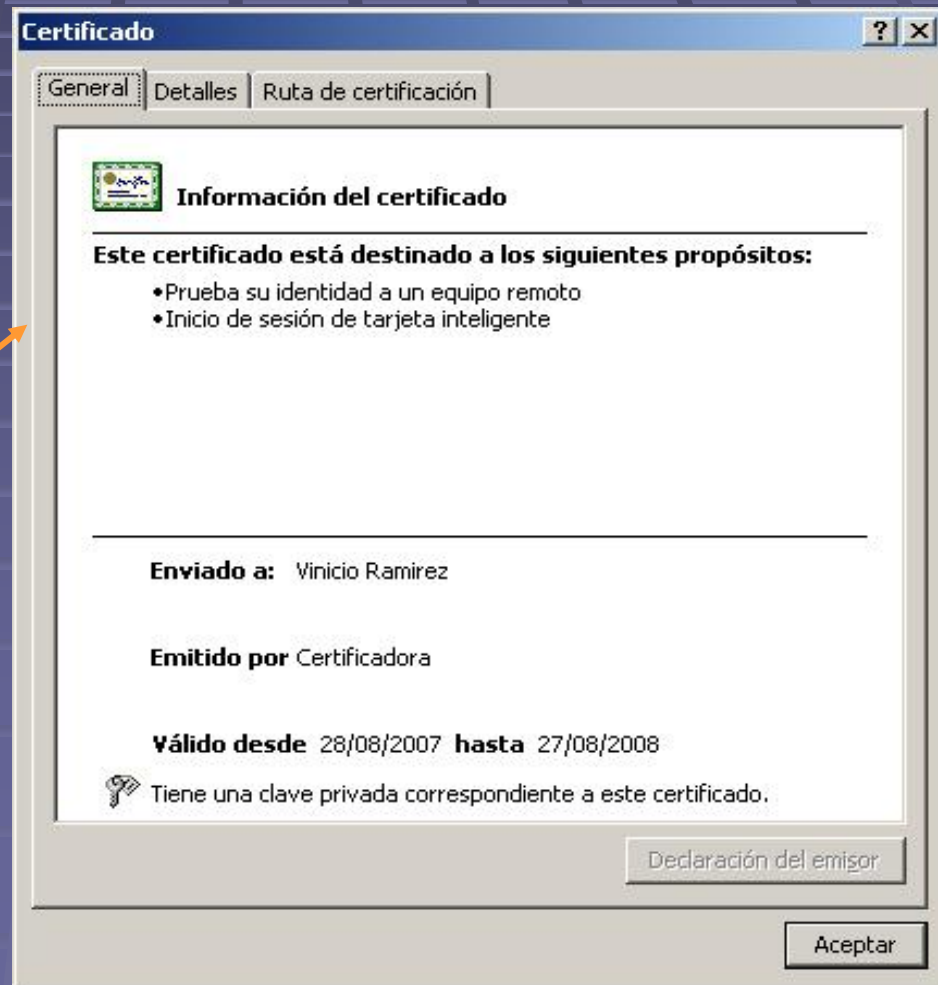 Certificado
General Detalles Ruta de certificación
Información del certificado
Este certificado está destinado a los siguientes propósitos:
•Prueba su identidad a un equipo remoto
•Inicio de sesión de tarjeta inteligente
Enviado a: Vinicio Ramirez
Emitido por Certificadora
Válido desde 28/08/2007 hasta 27/08/2008
Tiene una clave privada correspondiente a este certificado.
Declaración del emisor
Aceptar